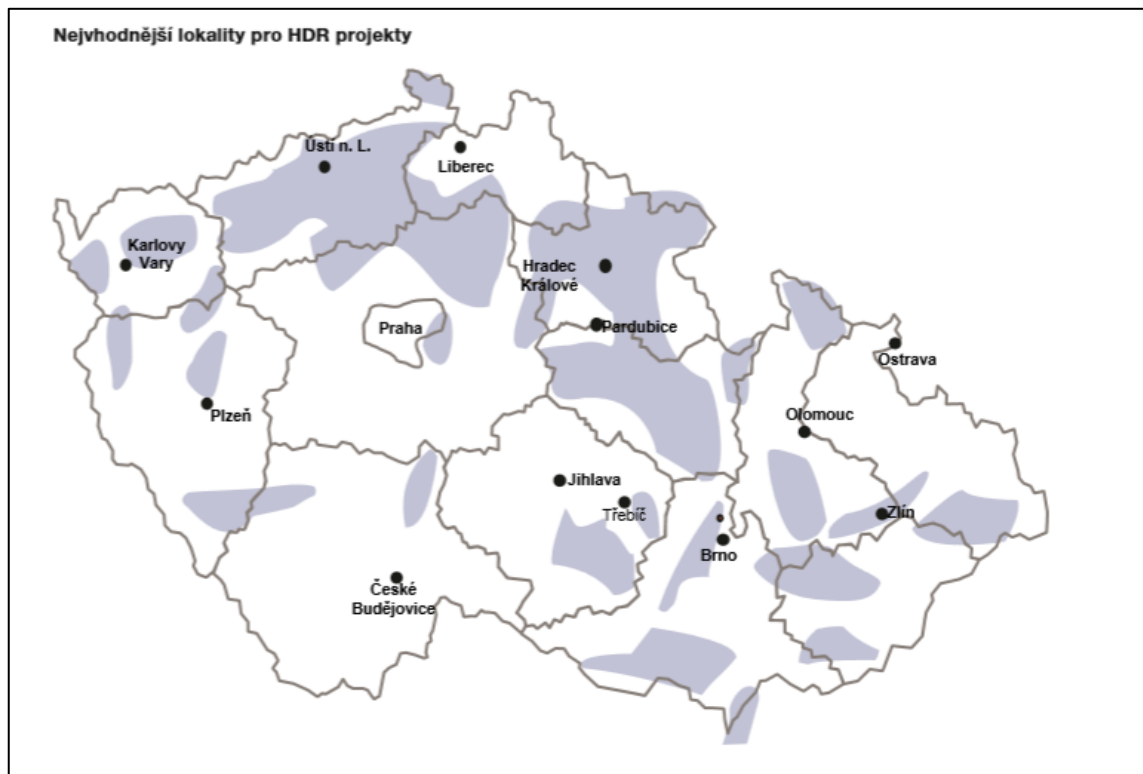 Nejvhodnější lokality pro HDR projekty
Ústí n. L.
Liberec
Karlovy
Vary
Hradec
Králové
Praha
Pardubice
Ostrava
Plzeň
Olomouc
Jihlava
Třebíč
Zlín
Brno
České
Budějovice